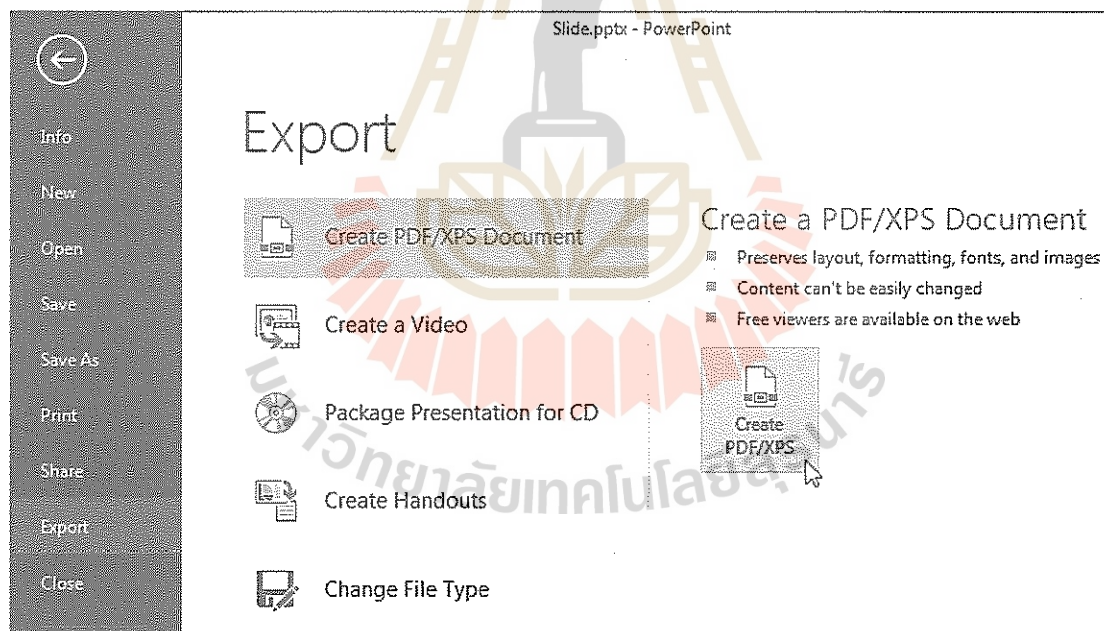 Slide.pptx - PowerPoint
Info
New
Open
Save
Save As
Print
Share
Export
Close
Export
Create PDF/XPS Document
Create a Video
Package Presentation for CD
Create Handouts
Change File Type
Create a PDF/XPS Document
Preserves layout, formatting, fonts, and images
Content can't be easily changed
Free viewers are available on the web
Create
PDF/XPS
มหาวิทยาลัยเทคโนโลยีสุรนารี